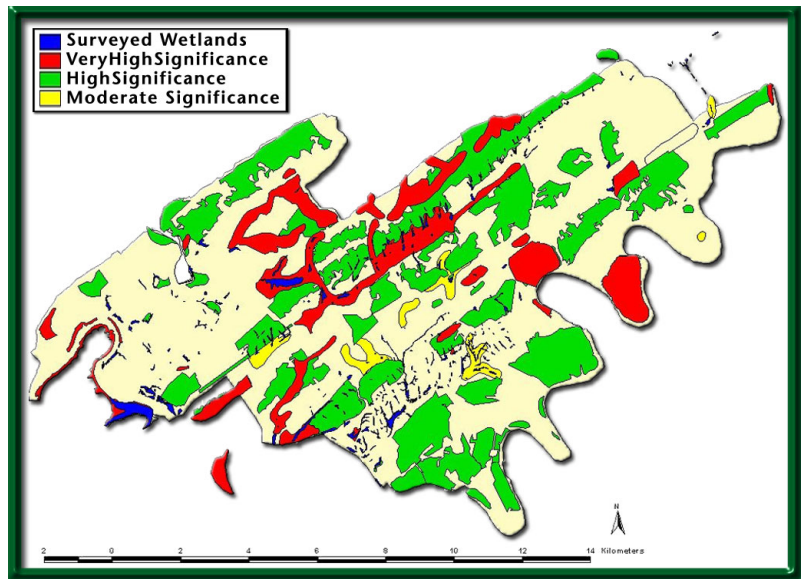 Surveyed Wetlands
VeryHighSignificance
HighSignificance
Moderate Significance
N
2 0 2 4 6 8 10 12 14 Kilometers